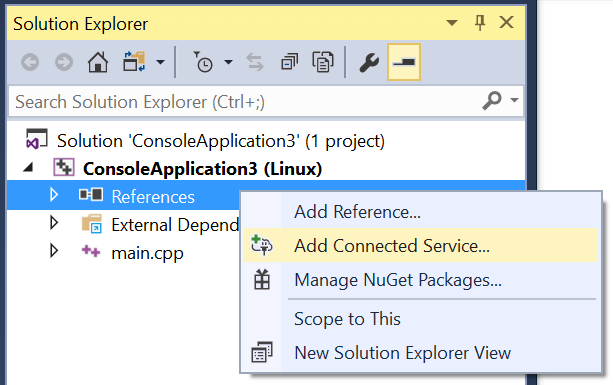 Solution Explorer
Search Solution Explorer (Ctrl+;)
Solution 'ConsoleApplication3' (1 project)
ConsoleApplication3 (Linux)
References
External Depend
main.cpp
Add Reference...
Add Connected Service...
Manage NuGet Packages...
Scope to This
New Solution Explorer View